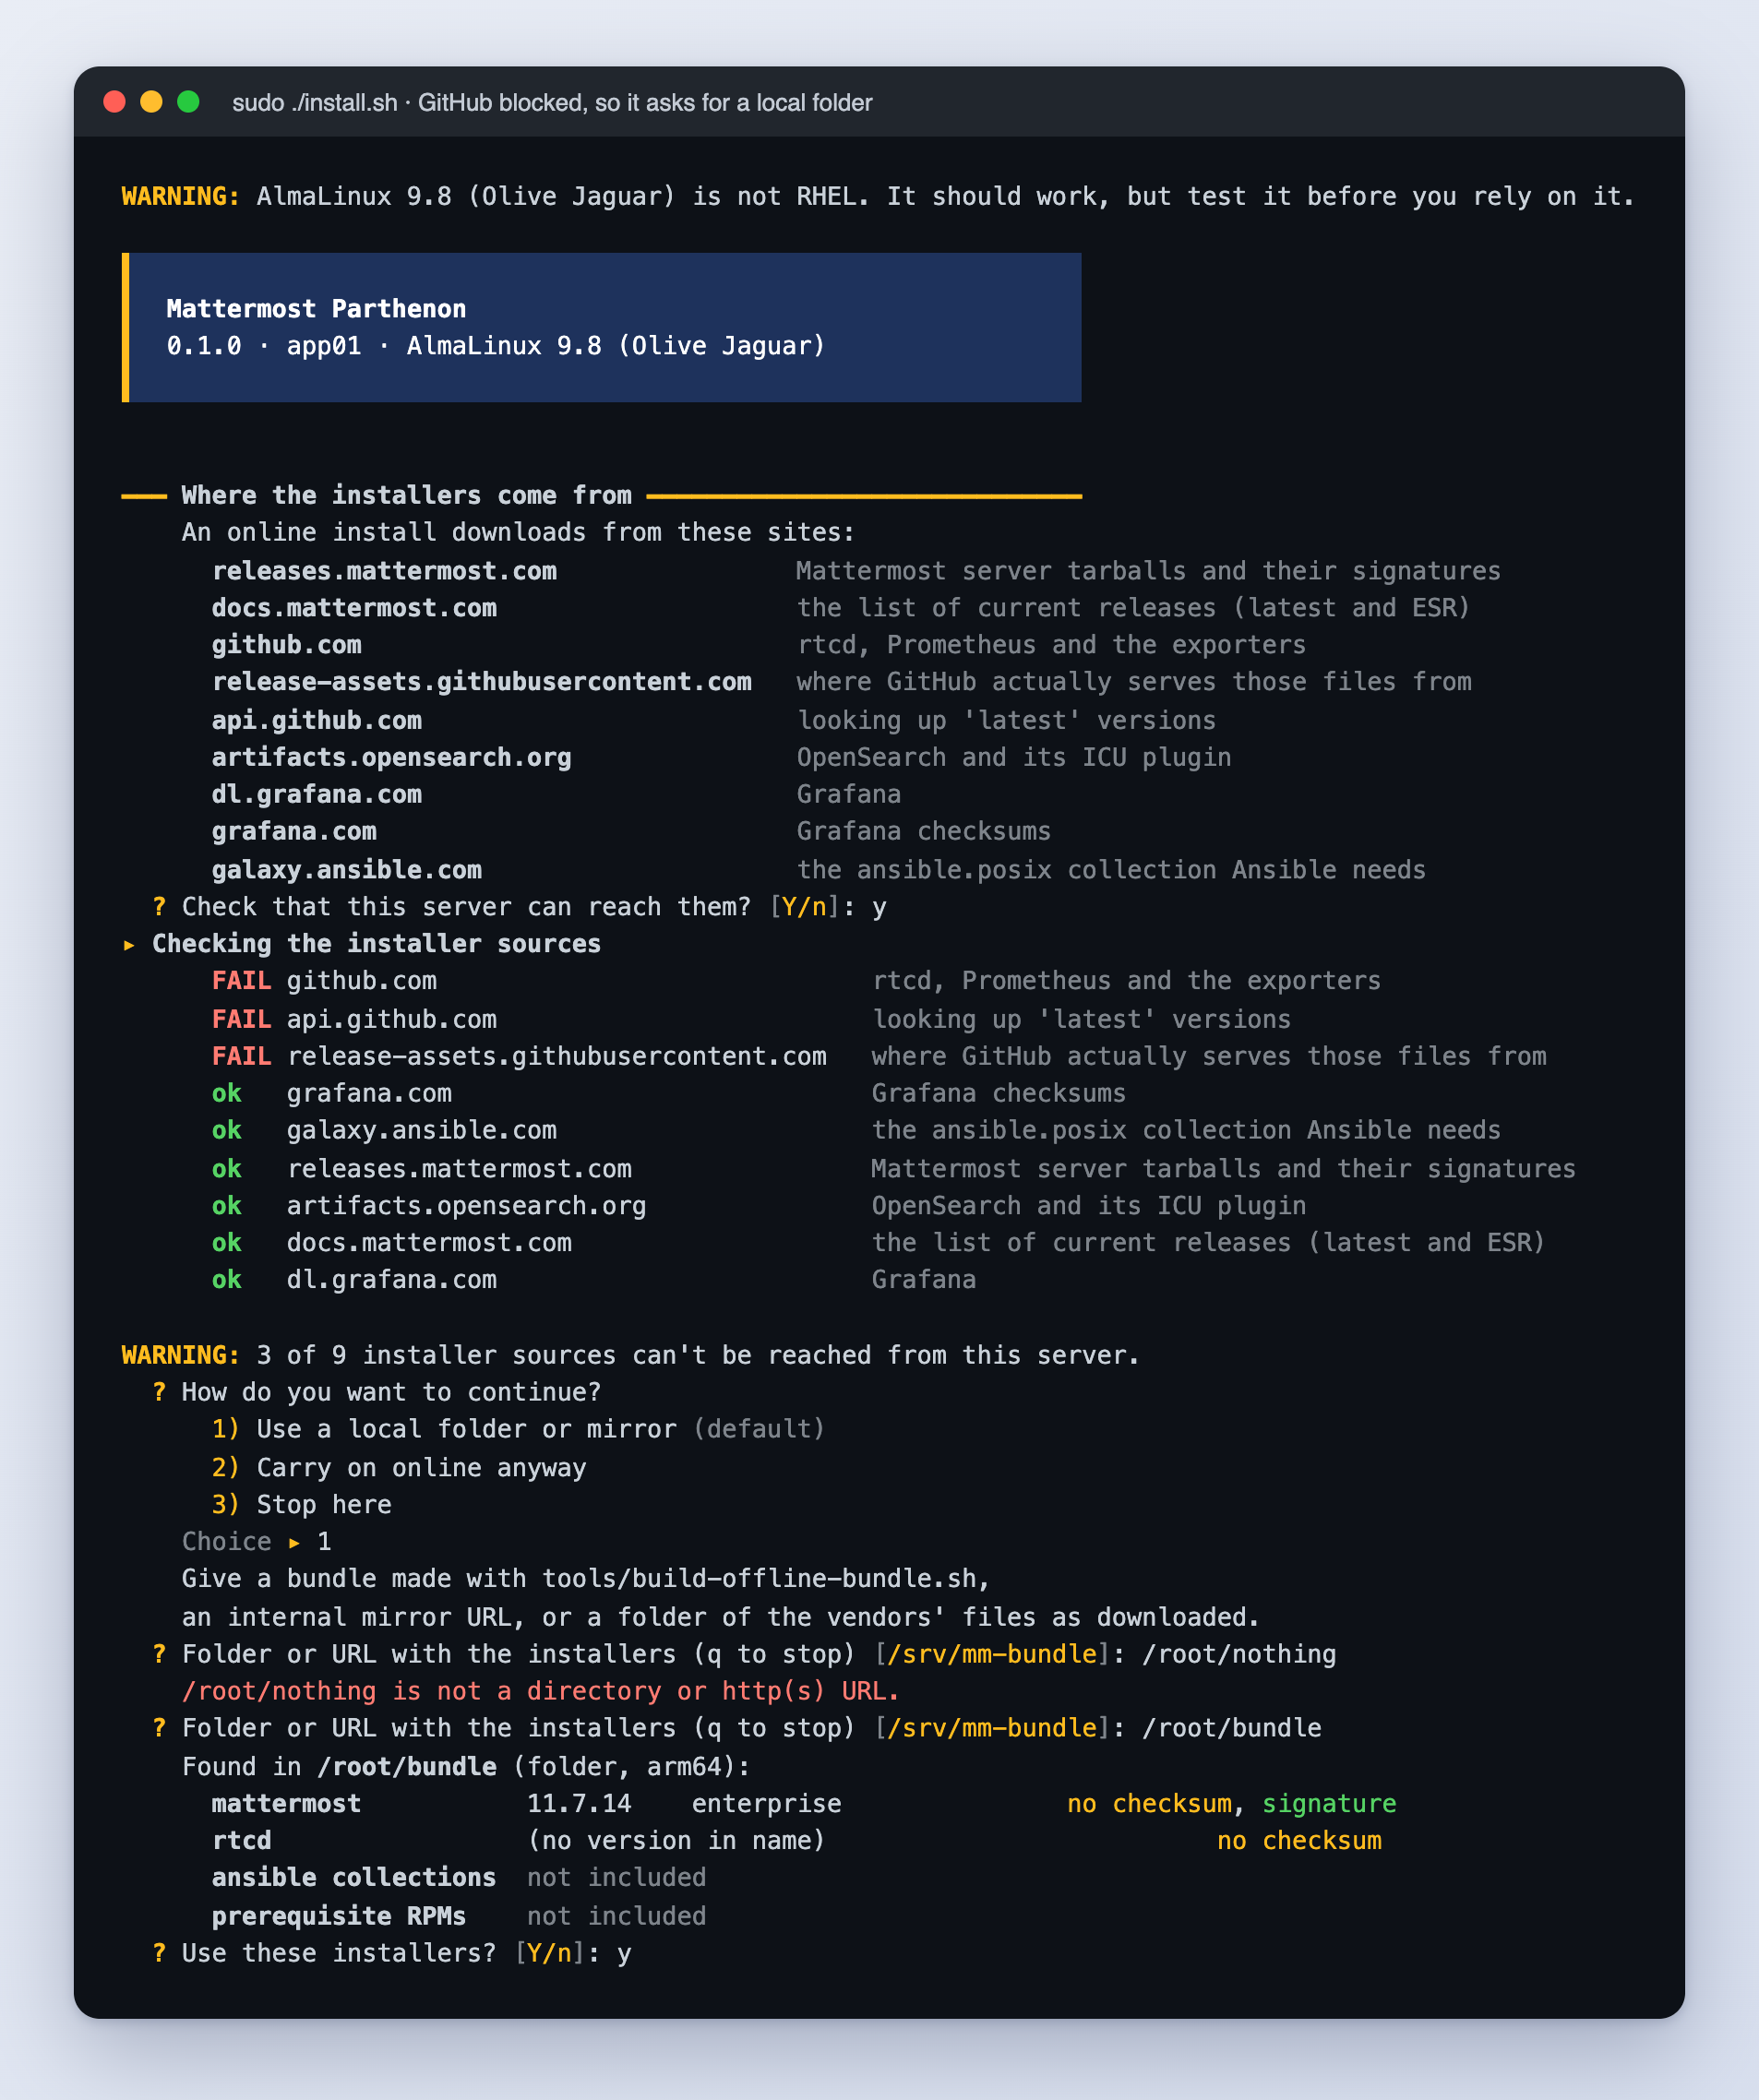 sudo ./install.sh · GitHub blocked, so it asks for a local folder
WARNING: AlmaLinux 9.8 (Olive Jaguar) is not RHEL. It should work, but test it before you rely on it.
Mattermost Parthenon
0.1.0 · app01 · AlmaLinux 9.8 (Olive Jaguar)
Where the installers come from
An online install downloads from these sites:
releases.mattermost.com Mattermost server tarballs and their signatures
docs.mattermost.com the list of current releases (latest and ESR)
github.com rtcd, Prometheus and the exporters
release-assets.githubusercontent.com where GitHub actually serves those files from
api.github.com looking up 'latest' versions
artifacts.opensearch.org OpenSearch and its ICU plugin
dl.grafana.com Grafana
grafana.com Grafana checksums
galaxy.ansible.com the ansible.posix collection Ansible needs
? Check that this server can reach them? [Y/n]: y
▸ Checking the installer sources
FAIL github.com rtcd, Prometheus and the exporters
FAIL api.github.com looking up 'latest' versions
FAIL release-assets.githubusercontent.com where GitHub actually serves those files from
ok grafana.com Grafana checksums
ok galaxy.ansible.com the ansible.posix collection Ansible needs
ok releases.mattermost.com Mattermost server tarballs and their signatures
ok artifacts.opensearch.org OpenSearch and its ICU plugin
ok docs.mattermost.com the list of current releases (latest and ESR)
ok dl.grafana.com Grafana
WARNING: 3 of 9 installer sources can't be reached from this server.
? How do you want to continue?
1) Use a local folder or mirror (default)
2) Carry on online anyway
3) Stop here
Choice ▸ 1
Give a bundle made with tools/build-offline-bundle.sh,
an internal mirror URL, or a folder of the vendors' files as downloaded.
? Folder or URL with the installers (q to stop) [/srv/mm-bundle]: /root/nothing
/root/nothing is not a directory or http(s) URL.
? Folder or URL with the installers (q to stop) [/srv/mm-bundle]: /root/bundle
Found in /root/bundle (folder, arm64):
mattermost 11.7.14 enterprise no checksum, signature
rtcd (no version in name) no checksum
ansible collections not included
prerequisite RPMs not included
? Use these installers? [Y/n]: y